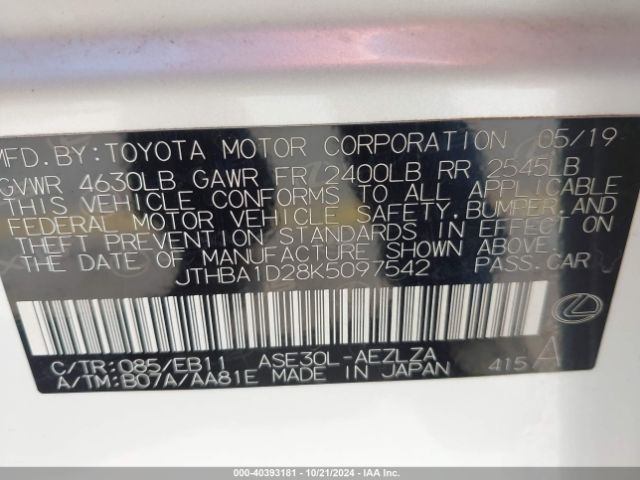 MFD. BY: TOYOTA MOTOR CORPORATION 05/19
GVWR 4630LB GAWR FR 2400LB RR 2545LB
THIS VEHICLE CONFORMS TO ALL APPLICABLE
FEDERAL MOTOR VEHICLE SAFETY, BUMPER, AND
THEFT PREVENTION STANDARDS IN EFFECT ON
THE DATE OF MANUFACTURE SHOWN ABOVE.
JTHBA1D28K5097542 PASS. CAR
C/TR: 085/EB11 ASE30L-AEZLZA
A/TM: B07A/AA81E MADE IN JAPAN 415 A
000-40393181 - 10/21/2024 - IAA Inc.